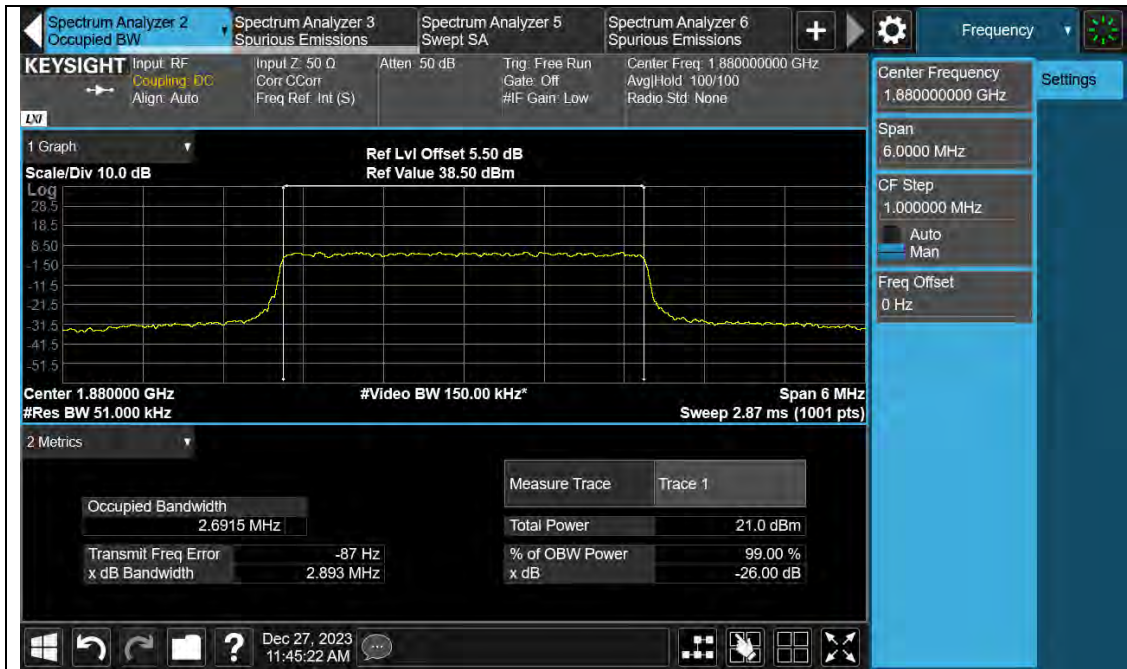 Spectrum Analyzer 2
Occupied BW
Spectrum Analyzer 3
Spurious Emissions
Spectrum Analyzer 5
Swept SA
Spectrum Analyzer 6
Spurious Emissions
+
Frequency
KEYSIGHT
Input: RF
Coupling: DC
Align: Auto
Input Z: 50 Ω
Corr CCorr
Freq Ref: Int (S)
Atten: 50 dB
Trig: Free Run
Gate: Off
#IF Gain: Low
Center Freq: 1.880000000 GHz
Avg|Hold: 100/100
Radio Std: None
LXI
Center Frequency
1.880000000 GHz
Settings
Span
6.0000 MHz
CF Step
1.000000 MHz
Auto
Man
Freq Offset
0 Hz
1 Graph
Scale/Div 10.0 dB
Ref Lvl Offset 5.50 dB
Ref Value 38.50 dBm
Log
28.5
18.5
8.50
-1.50
-11.5
-21.5
-31.5
-41.5
-51.5
Center 1.880000 GHz
#Video BW 150.00 kHz*
Span 6 MHz
#Res BW 51.000 kHz
Sweep 2.87 ms (1001 pts)
2 Metrics
Measure Trace
Trace 1
Occupied Bandwidth
2.6915 MHz
Total Power
21.0 dBm
Transmit Freq Error
-87 Hz
% of OBW Power
99.00 %
x dB Bandwidth
2.893 MHz
x dB
-26.00 dB
?
Dec 27, 2023
11:45:22 AM